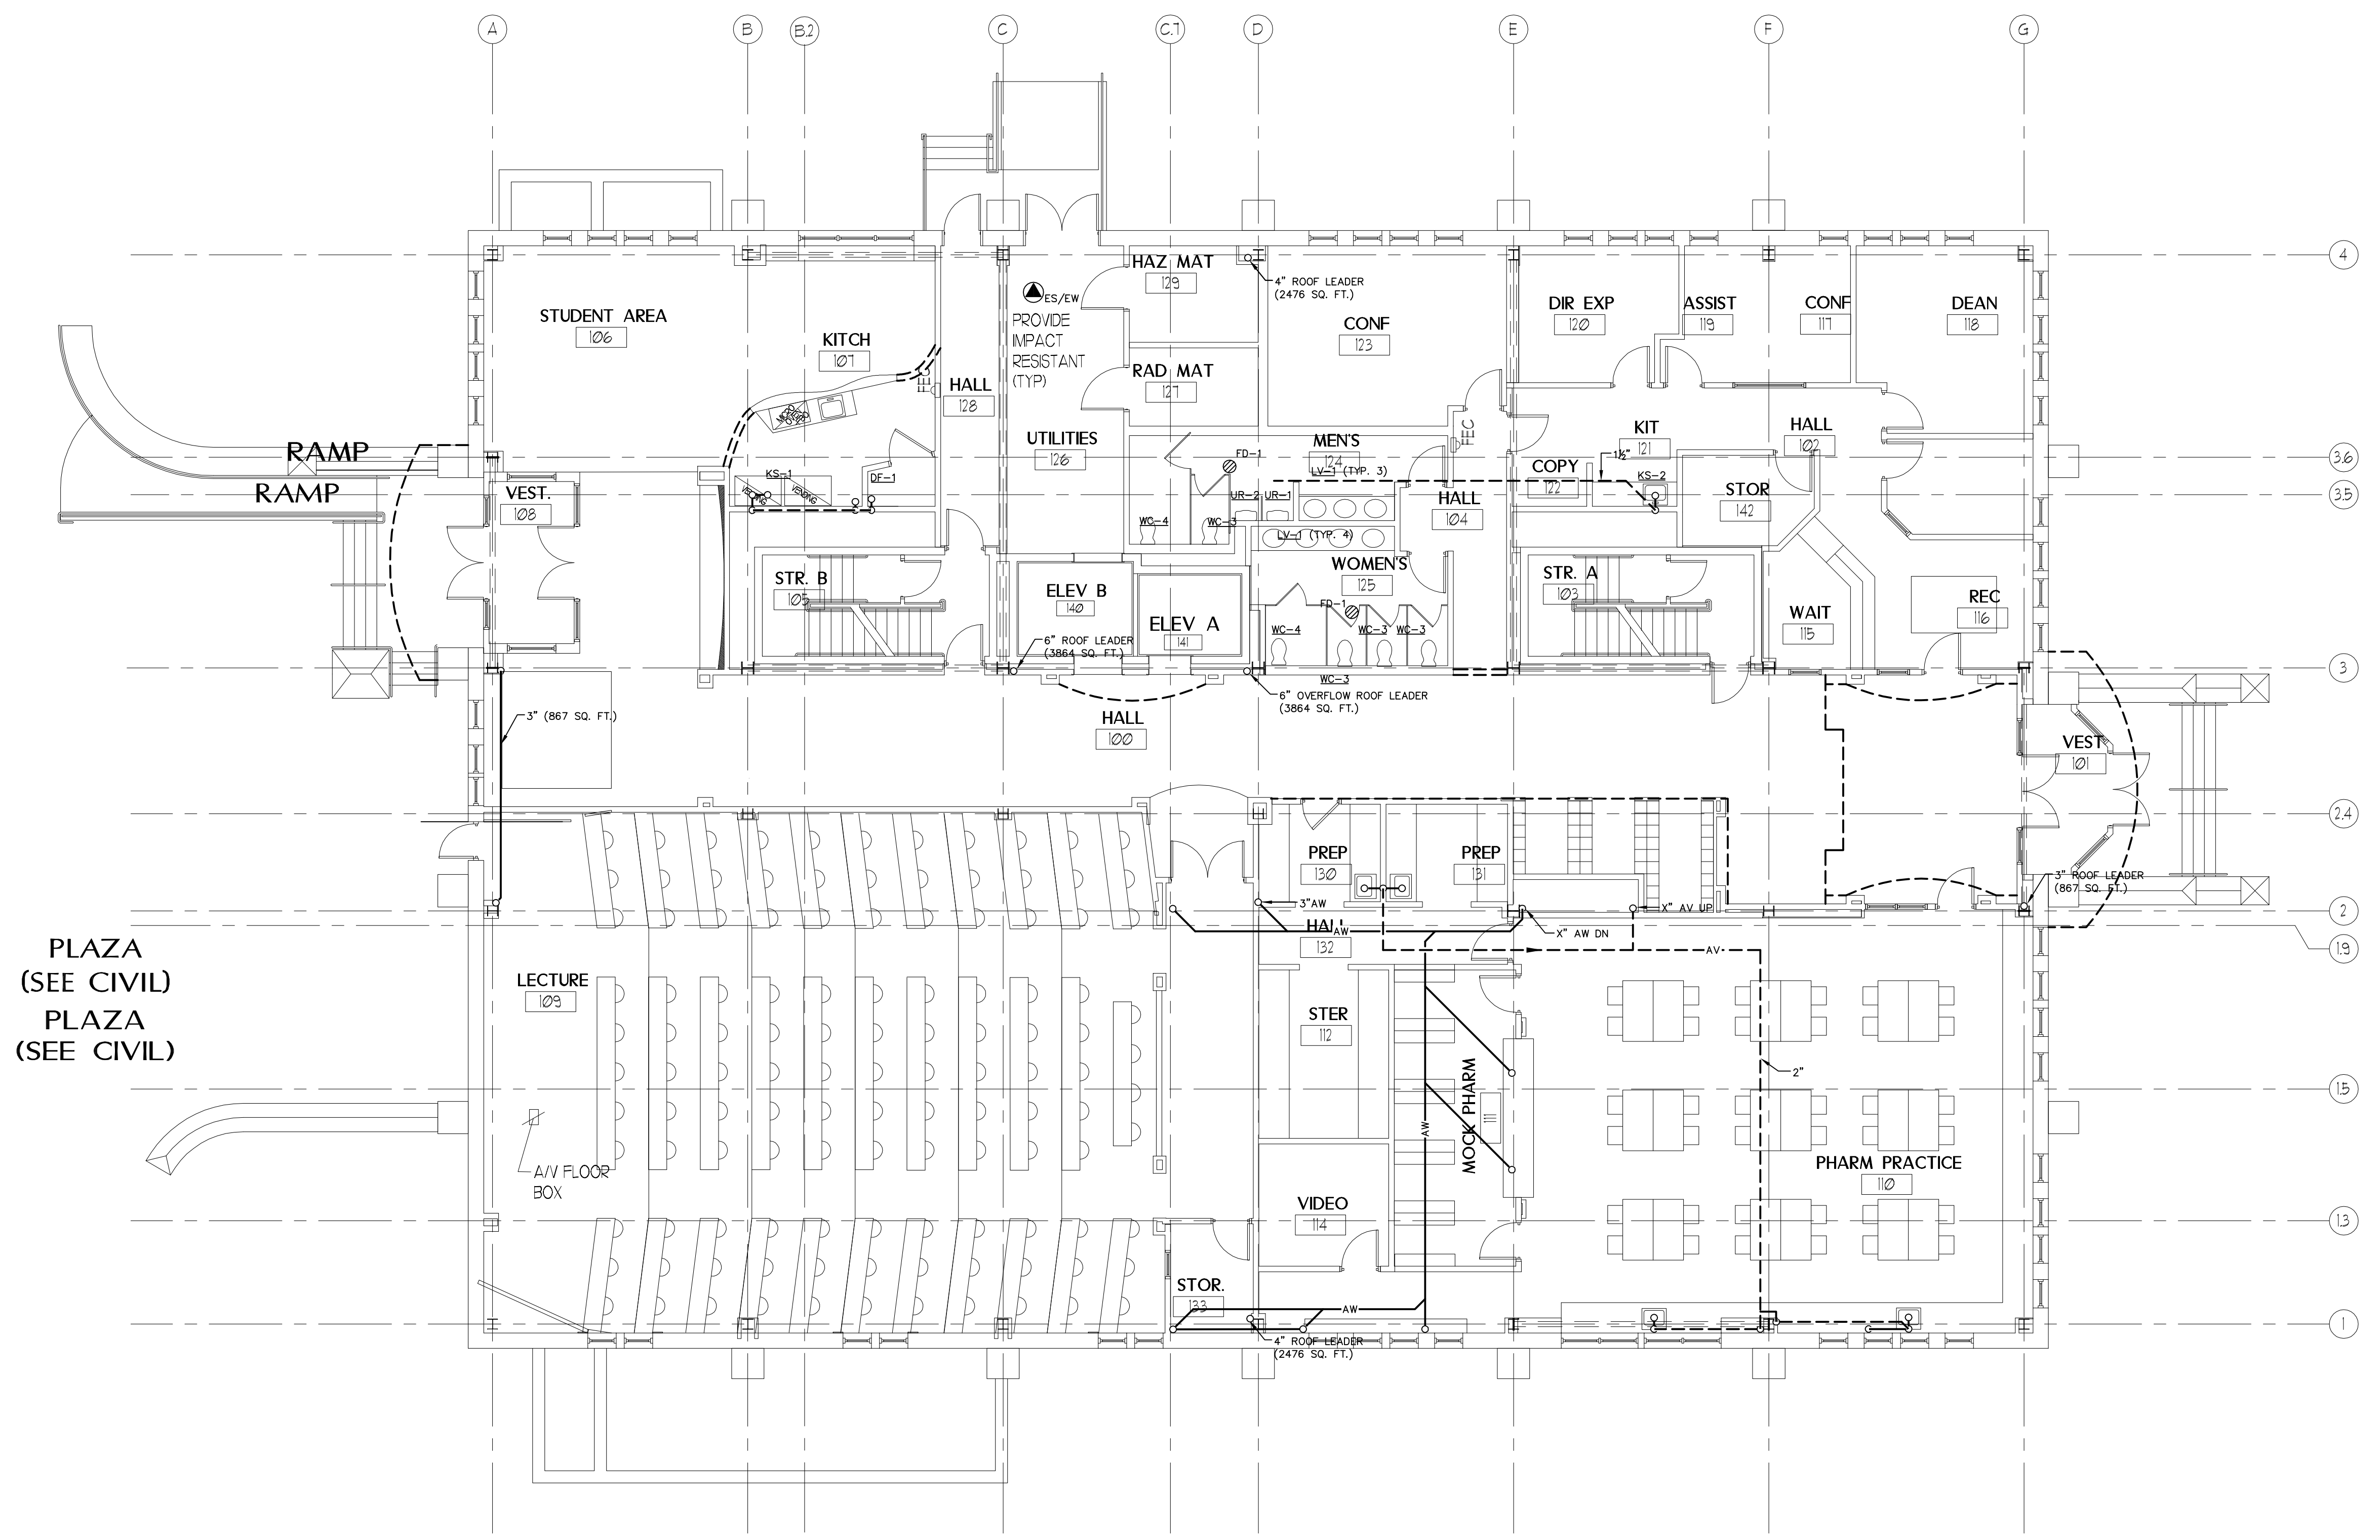 A
B
B.2
C
C.7
D
E
F
G
4
HAZ MAT
129
4" ROOF LEADER
(2476 SQ. FT.)
ES/EW
PROVIDE
IMPACT
RESISTANT
(TYP)
STUDENT AREA
106
KITCH
107
CONF
123
DIR EXP
120
ASSIST
119
CONF
117
DEAN
118
RAD MAT
127
FEC
HALL
128
MICRO
UTILITIES
126
MEN'S
124
LV-1 (TYP. 3)
FD-1
FEC
KIT
121
HALL
102
RAMP
RAMP
3.6
3.5
COPY
122
1½"
KS-2
STOR
142
KS-1
VENDING
VENDING
DF-1
UR-2
UR-1
HALL
104
VEST.
108
WC-4
WC-3
LV-1 (TYP. 4)
WOMEN'S
125
STR. B
105
ELEV B
140
ELEV A
141
FD-1
STR. A
103
WAIT
115
REC
116
WC-4
WC-3
WC-3
6" ROOF LEADER
(3864 SQ. FT.)
3
WC-3
6" OVERFLOW ROOF LEADER
(3864 SQ. FT.)
3" (867 SQ. FT.)
HALL
100
VEST
101
2.4
PREP
130
PREP
131
3" ROOF LEADER
(867 SQ. FT.)
3"AW
X" AV UP
2
HALL
132
AW
X" AW DN
AV
1.9
PLAZA
(SEE CIVIL)
PLAZA
(SEE CIVIL)
LECTURE
109
STER
112
MOCK PHARM
111
AW
2"
1.5
A/V FLOOR
BOX
PHARM PRACTICE
110
VIDEO
114
1.3
STOR.
133
AW
1
4" ROOF LEADER
(2476 SQ. FT.)